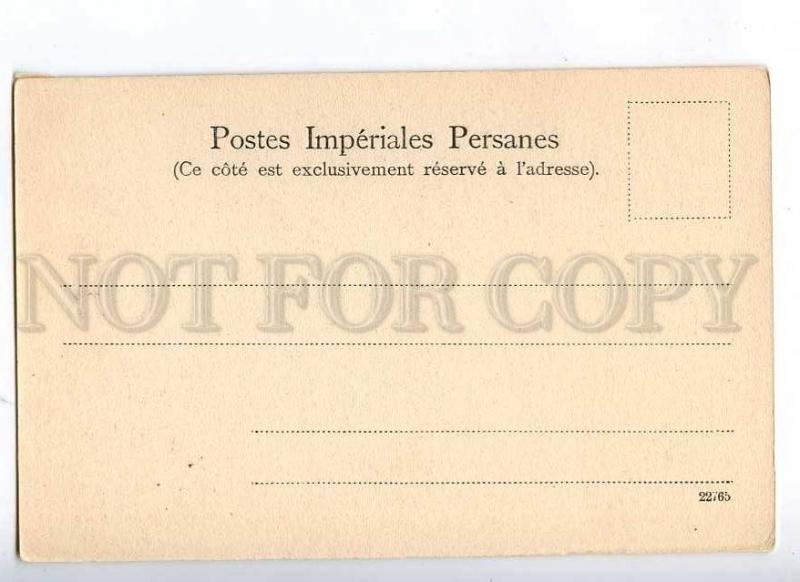 Postes Impériales Persanes
(Ce côté est exclusivement réservé à l'adresse).
NOT FOR COPY
22765